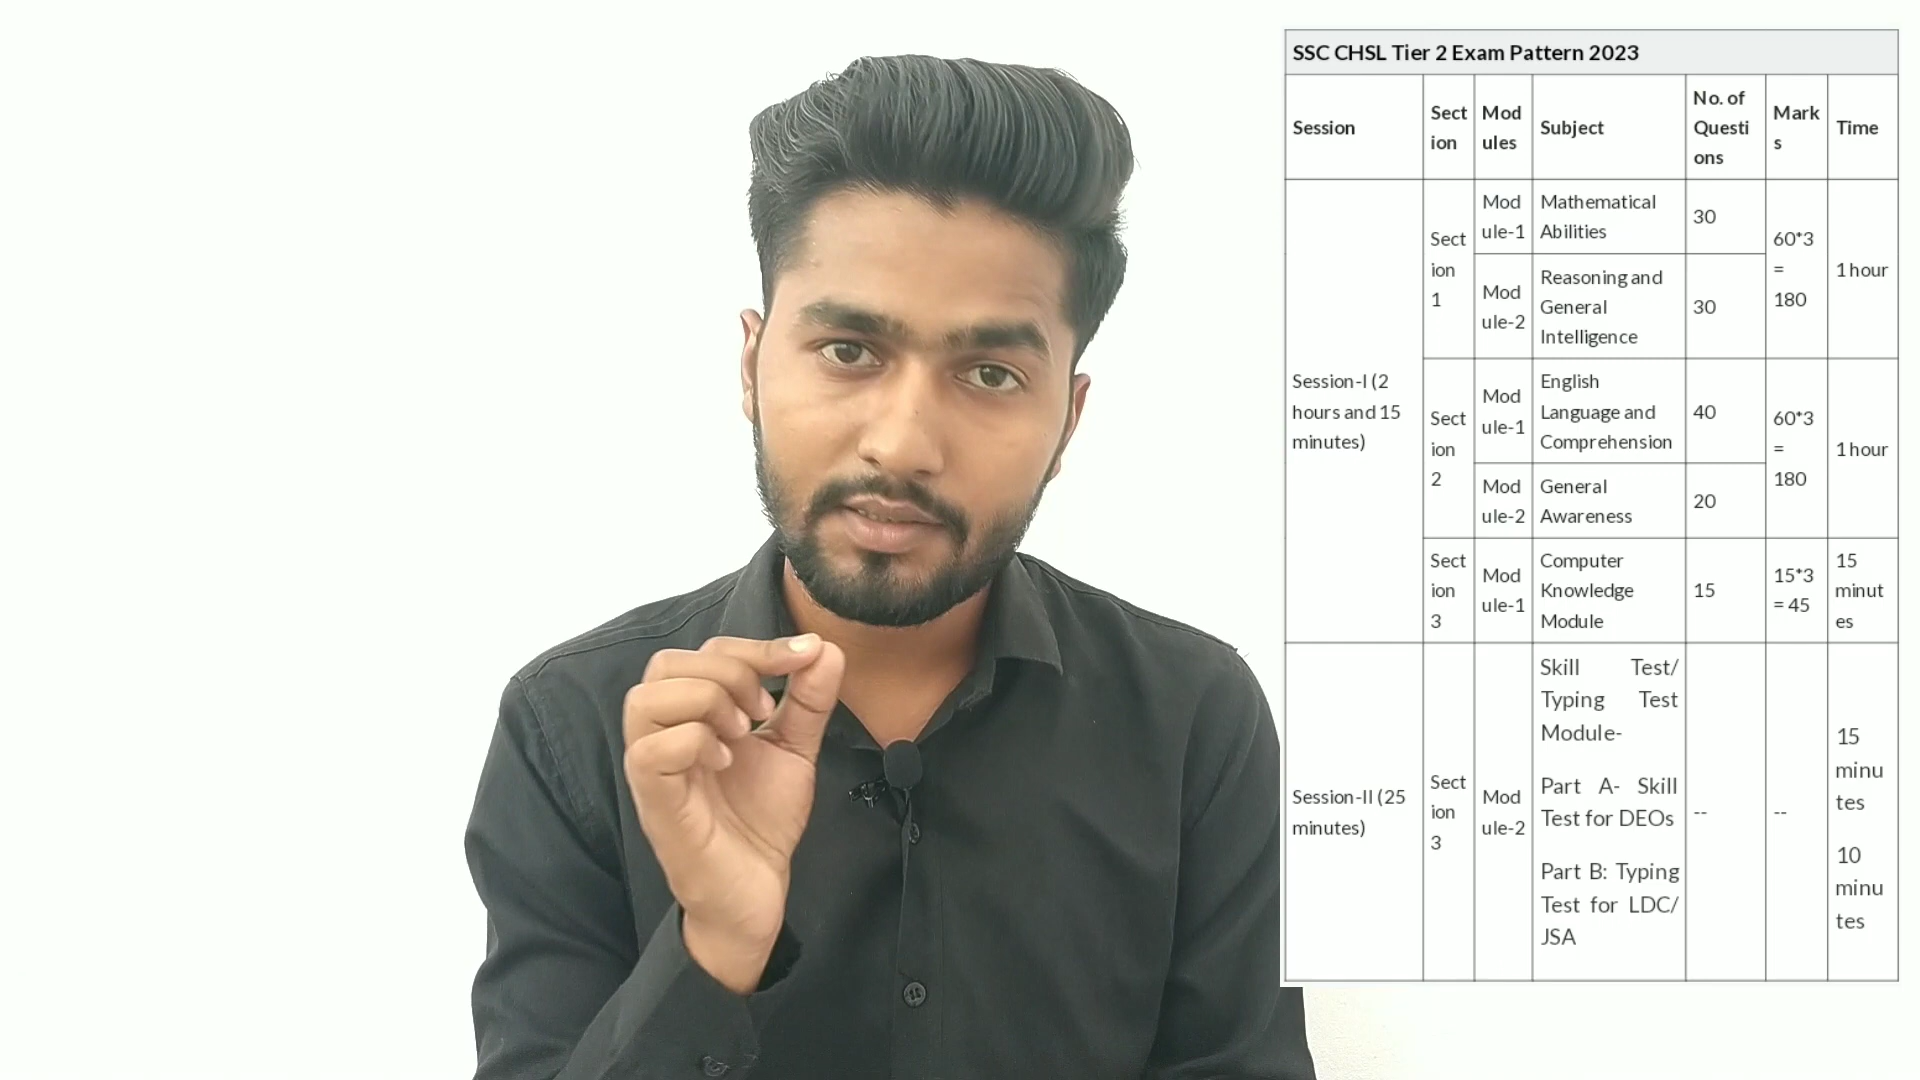 SSC CHSL Tier 2 Exam Pattern 2023
Session
Sect
ion
Mod
ules
Subject
No. of
Questi
ons
Mark
s
Time
Session-I (2
hours and 15
minutes)
Sect
ion
1
Mod
ule-1
Mathematical
Abilities
30
60*3
=
180
1 hour
Mod
ule-2
Reasoning and
General
Intelligence
30
Sect
ion
2
Mod
ule-1
English
Language and
Comprehension
40
60*3
=
180
1 hour
Mod
ule-2
General
Awareness
20
Sect
ion
3
Mod
ule-1
Computer
Knowledge
Module
15
15*3
= 45
15
minut
es
Session-II (25
minutes)
Sect
ion
3
Mod
ule-2
Skill Test/
Typing Test
Module-
Part A- Skill
Test for DEOs
Part B: Typing
Test for LDC/
JSA
--
--
15
minu
tes
10
minu
tes